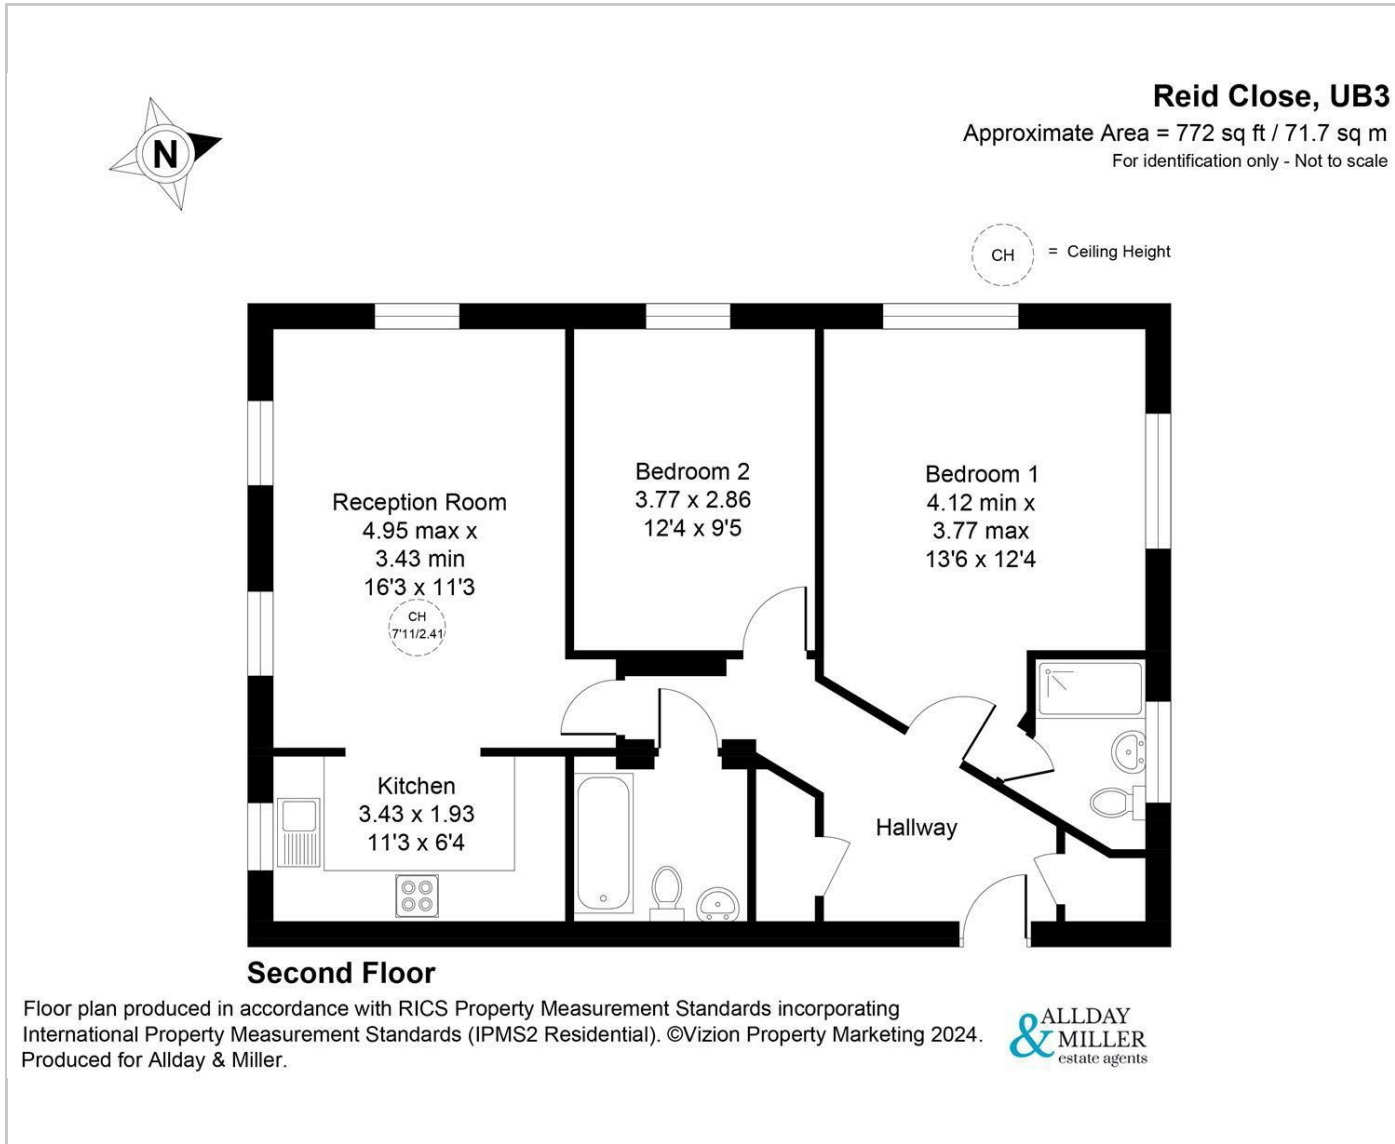 Reid Close, UB3
Approximate Area = 772 sq ft / 71.7 sq m
For identification only - Not to scale
N
CH
= Ceiling Height
Reception Room
4.95 max x
3.43 min
16'3 x 11'3
CH
7'11/2.41
Bedroom 2
3.77 x 2.86
12'4 x 9'5
Bedroom 1
4.12 min x
3.77 max
13'6 x 12'4
Kitchen
3.43 x 1.93
11'3 x 6'4
Hallway
Second Floor
Floor plan produced in accordance with RICS Property Measurement Standards incorporating
International Property Measurement Standards (IPMS2 Residential). ©Vizion Property Marketing 2024.
Produced for Allday & Miller.
ALLDAY
& MILLER
estate agents